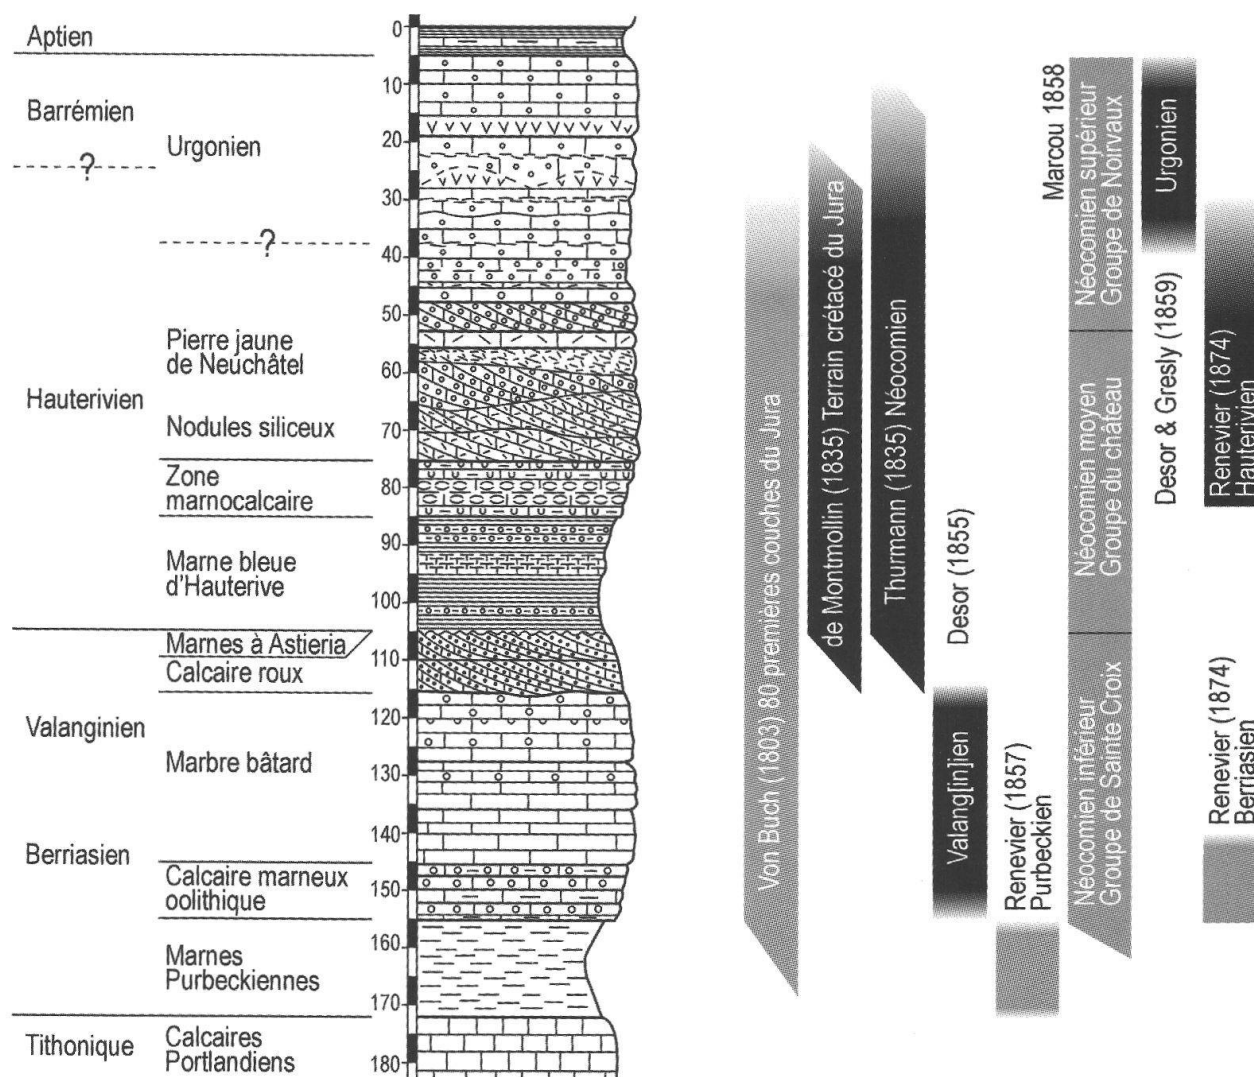 Aptien
Barrémien
?
Urgonien
?
Pierre jaune
de Neuchâtel
Hauterivien
Nodules siliceux
Zone
marnocalcaire
Marne bleue
d'Hauterive
Marnes à Astieria
Calcaire roux
Valanginien
Marbre bâtard
Berriasien
Calcaire marneux
oolithique
Marnes
Purbeckiennes
Tithonique
Calcaires
Portlandiens
0
10
20
30
40
50
60
70
80
90
100
110
120
130
140
150
160
170
180
Von Buch (1803) 80 premières couches du Jura
de Montmollin (1835) Terrain crétacé du Jura
Thurmann (1835) Néocomien
Desor (1855)
Valang[in]ien
Renevier (1857)
Purbeckien
Marcou 1858
Néocomien supérieur
Groupe de Noirvaux
Néocomien moyen
Groupe du château
Néocomien inférieur
Groupe de Sainte Croix
Urgonien
Desor & Gresly (1859)
Renevier (1874)
Hauterivien
Renevier (1874)
Berriasien